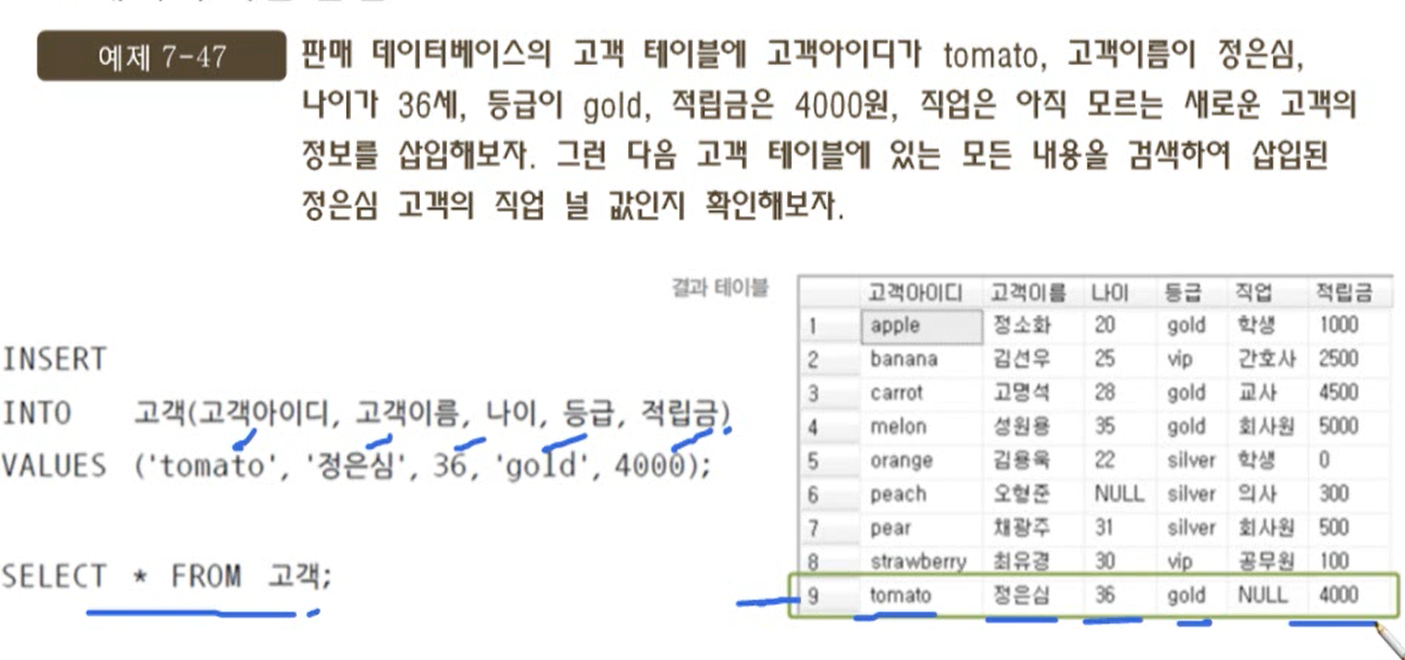 예제 7-47
판매 데이터베이스의 고객 테이블에 고객아이디가 tomato, 고객이름이 정은심,
나이가 36세, 등급이 gold, 적립금은 4000원, 직업은 아직 모르는 새로운 고객의
정보를 삽입해보자. 그런 다음 고객 테이블에 있는 모든 내용을 검색하여 삽입된
정은심 고객의 직업 널 값인지 확인해보자.
INSERT
INTO 고객(고객아이디, 고객이름, 나이, 등급, 적립금)
VALUES ('tomato', '정은심', 36, 'gold', 4000);
SELECT * FROM 고객;
결과 테이블
고객아이디 고객이름 나이 등급 직업 적립금
1 apple 정소화 20 gold 학생 1000
2 banana 김선우 25 vip 간호사 2500
3 carrot 고명석 28 gold 교사 4500
4 melon 성원용 35 gold 회사원 5000
5 orange 김용욱 22 silver 학생 0
6 peach 오형준 NULL silver 의사 300
7 pear 채광주 31 silver 회사원 500
8 strawberry 최유경 30 vip 공무원 100
9 tomato 정은심 36 gold NULL 4000